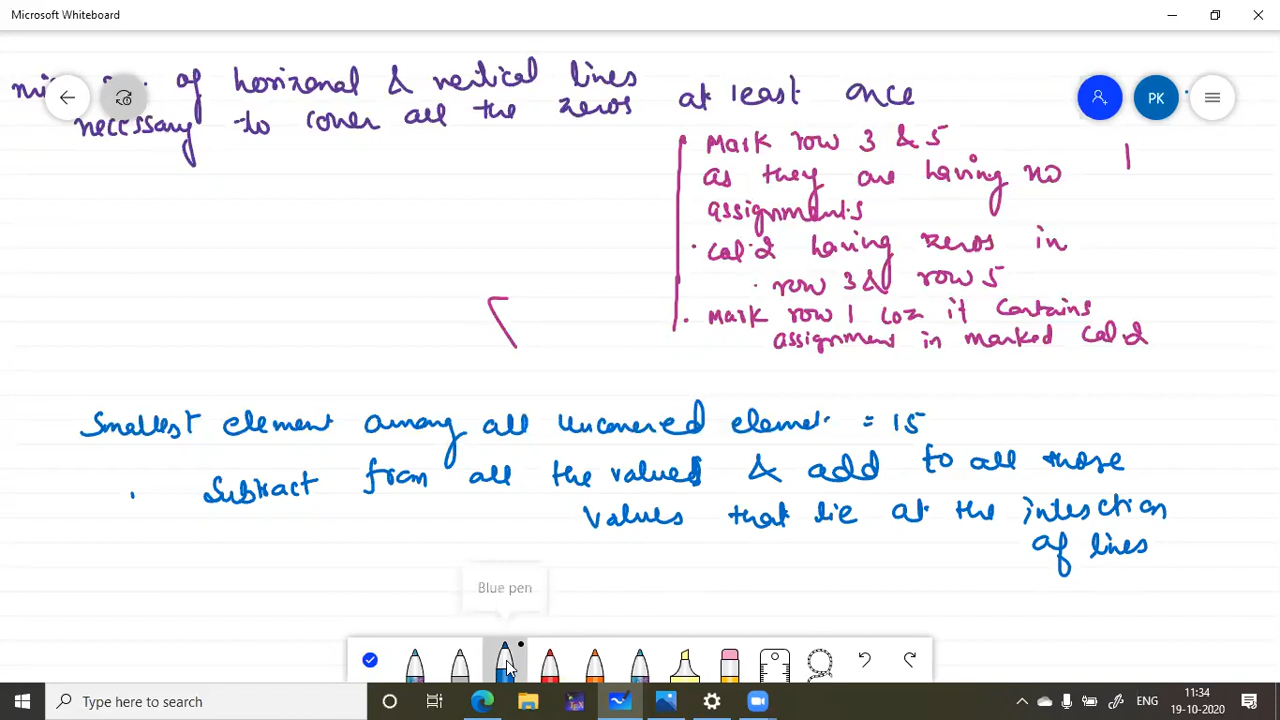 Microsoft Whiteboard
of horizonal & vertical lines
necessary to cover all the zeros at least once
PK
Mark row 3 & 5
as they are having no
assignments
· Col·2 having zeros in
· row 3 & row 5
· Mark row 1 coz it contains
assignment in marked Col 2
1
Smallest element among all uncovered elemet· = 15
· Subtract from all the values & add to all those
values that lie at the intesction
of lines
Blue pen
Type here to search
ENG
11:34
19-10-2020